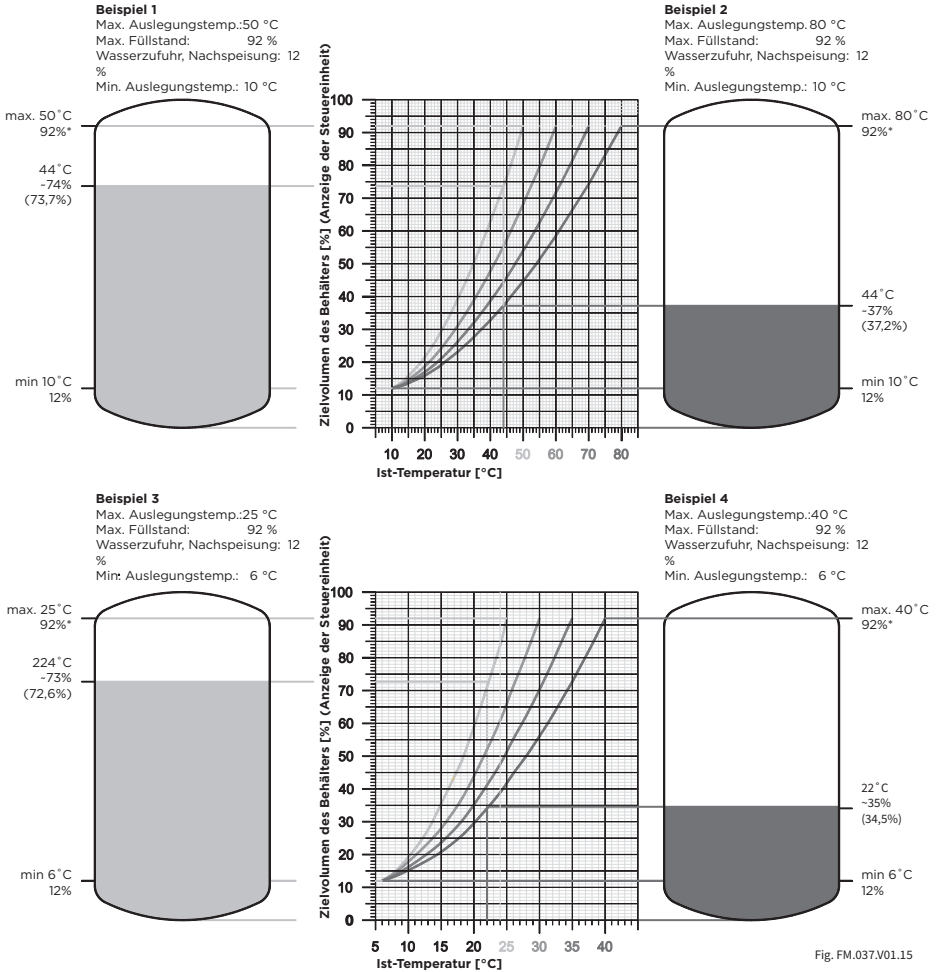 Beispiel 1
Max. Auslegungstemp.:50 °C
Max. Füllstand: 92 %
Wasserzufuhr, Nachspeisung: 12
%
Min. Auslegungstemp.: 10 °C
max. 50˚C
92%*
44˚C
-74%
(73,7%)
min 10˚C
12%
Zielvolumen des Behälters [%] (Anzeige der Steuereinheit)
100
90
80
70
60
50
40
30
20
10
0
10 20 30 40 50 60 70 80
Ist-Temperatur [°C]
Beispiel 2
Max. Auslegungstemp. 80 °C
Max. Füllstand: 92 %
Wasserzufuhr, Nachspeisung: 12
%
Min. Auslegungstemp.: 10 °C
max. 80˚C
92%*
44˚C
-37%
(37,2%)
min 10˚C
12%
Beispiel 3
Max. Auslegungstemp.:25 °C
Max. Füllstand: 92 %
Wasserzufuhr, Nachspeisung: 12
%
Min. Auslegungstemp.: 6 °C
max. 25˚C
92%*
224˚C
-73%
(72,6%)
min 6˚C
12%
Zielvolumen des Behälters [%] (Anzeige der Steuereinheit)
100
90
80
70
60
50
40
30
20
10
0
5 10 15 20 25 30 35 40
Ist-Temperatur [°C]
Beispiel 4
Max. Auslegungstemp.:40 °C
Max. Füllstand: 92 %
Wasserzufuhr, Nachspeisung: 12
%
Min. Auslegungstemp.: 6 °C
max. 40˚C
92%*
22˚C
~35%
(34,5%)
min 6˚C
12%
Fig. FM.037.V01.15